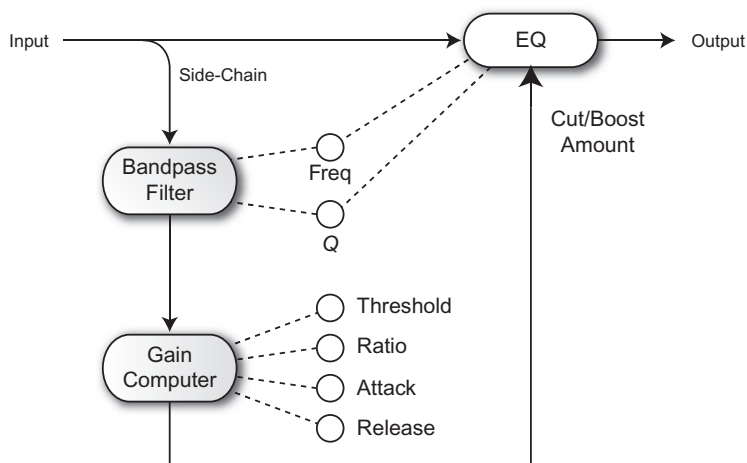 Input
EQ
Output
Side-Chain
Cut/Boost
Amount
Bandpass
Filter
Freq
Q
Threshold
Gain
Computer
Ratio
Attack
Release